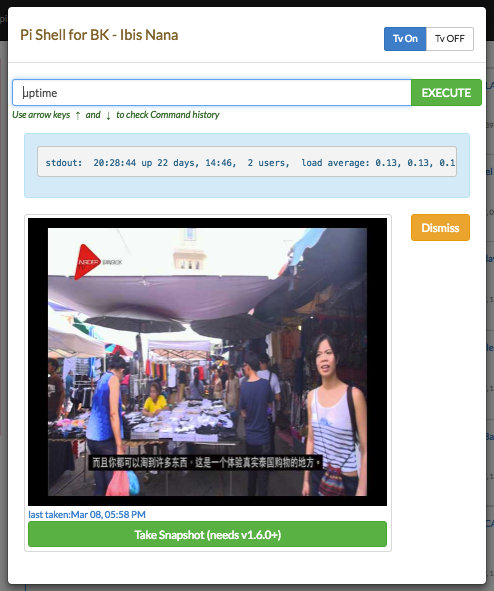 Pi Shell for BK - Ibis Nana
Tv On Tv OFF
uptime EXECUTE
Use arrow keys ↑ and ↓ to check Command history
stdout: 20:28:44 up 22 days, 14:46, 2 users, load average: 0.13, 0.13, 0.1
Dismiss
INSIDER BANGKOK
而且你都可以淘到许多东西。这是一个体验真实泰国购物的地方。
last taken:Mar 08, 05:58 PM
Take Snapshot (needs v1.6.0+)